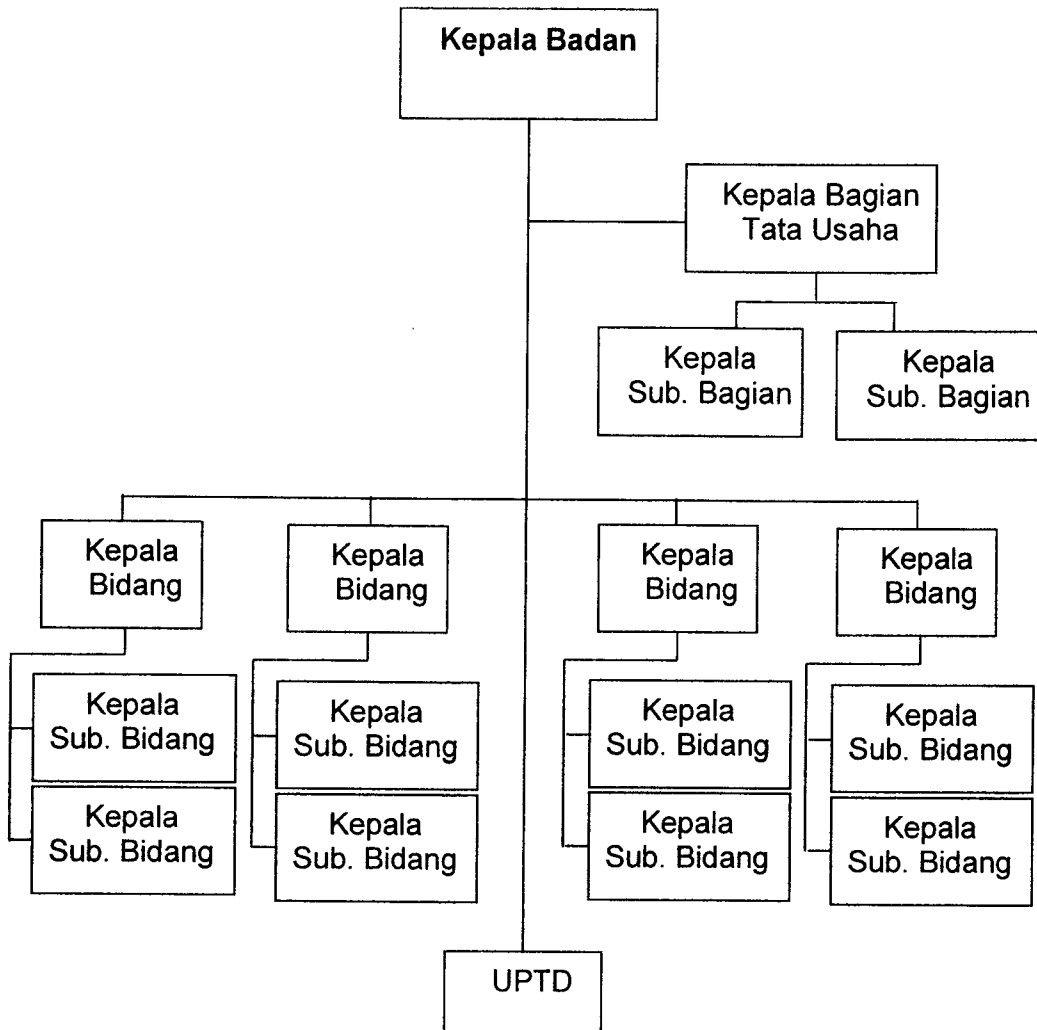 Kepala Badan
Kepala Bagian
Tata Usaha
Kepala
Sub. Bagian
Kepala
Sub. Bagian
Kepala
Bidang
Kepala
Bidang
Kepala
Bidang
Kepala
Bidang
Kepala
Sub. Bidang
Kepala
Sub. Bidang
Kepala
Sub. Bidang
Kepala
Sub. Bidang
Kepala
Sub. Bidang
Kepala
Sub. Bidang
Kepala
Sub. Bidang
Kepala
Sub. Bidang
UPTD